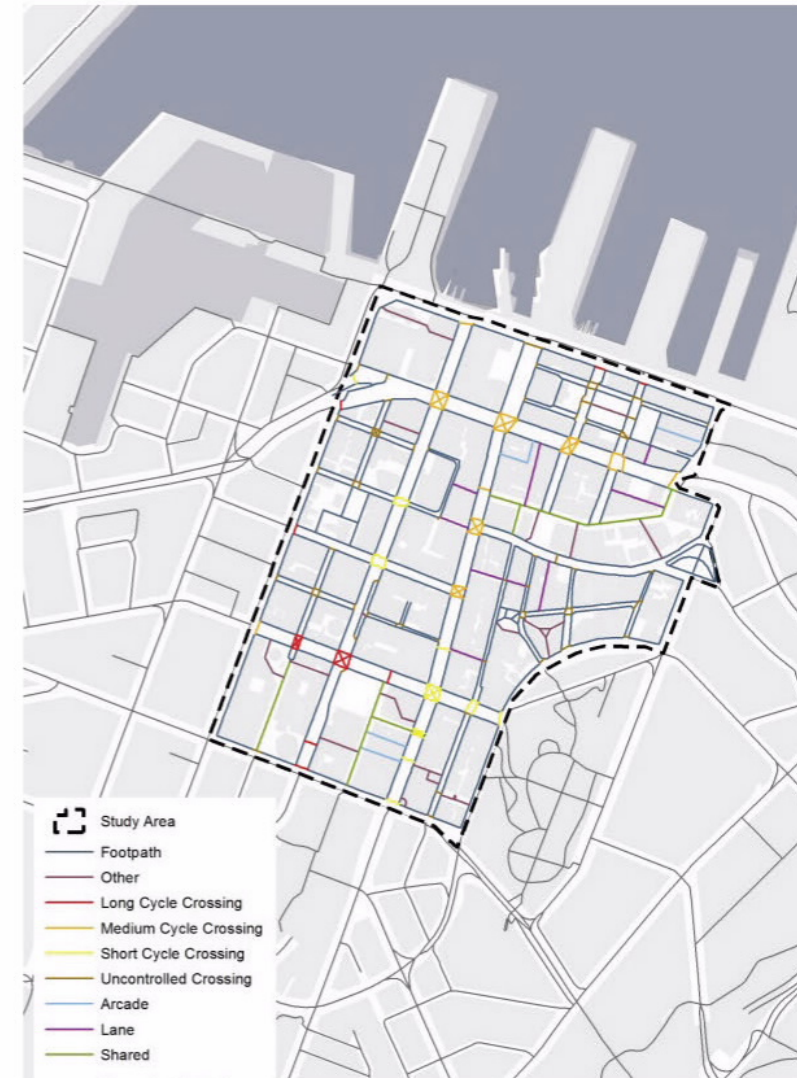 Study Area
Footpath
Other
Long Cycle Crossing
Medium Cycle Crossing
Short Cycle Crossing
Uncontrolled Crossing
Arcade
Lane
Shared